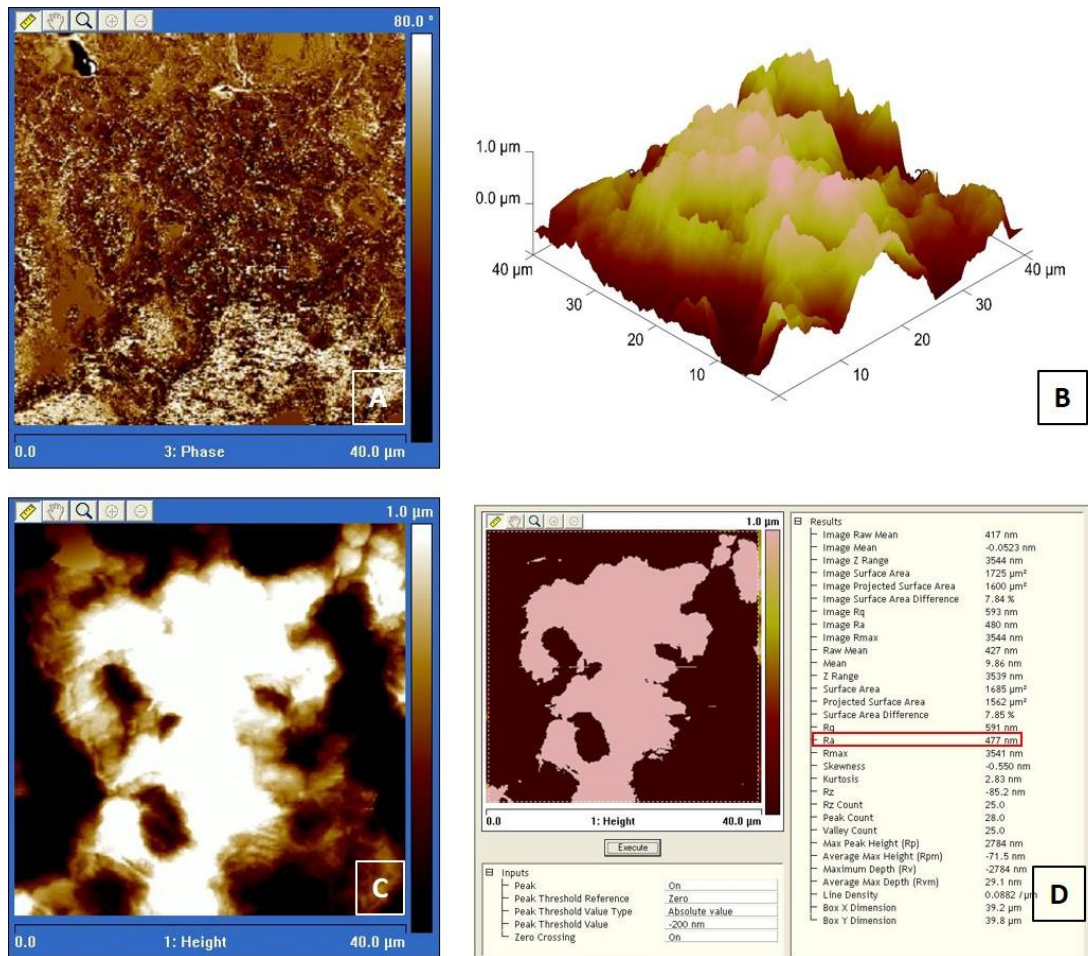 80.0 °
0.0 3: Phase 40.0 µm
A
1.0 µm
0.0 µm
40 µm
30
20
10
10
20
30
40 µm
B
1.0 µm
0.0 1: Height 40.0 µm
C
1.0 µm
0.0 1: Height 40.0 µm
Execute
Inputs
Peak On
Peak Threshold Reference Zero
Peak Threshold Value Type Absolute value
Peak Threshold Value -200 nm
Zero Crossing On
Results
Image Raw Mean 417 nm
Image Mean -0.0523 nm
Image Z Range 3544 nm
Image Surface Area 1725 µm²
Image Projected Surface Area 1600 µm²
Image Surface Area Difference 7.84 %
Image Rq 593 nm
Image Ra 480 nm
Image Rmax 3544 nm
Raw Mean 427 nm
Mean 9.86 nm
Z Range 3539 nm
Surface Area 1685 µm²
Projected Surface Area 1562 µm²
Surface Area Difference 7.85 %
Rq 591 nm
Ra 477 nm
Rmax 3541 nm
Skewness -0.550 nm
Kurtosis 2.83 nm
Rz -85.2 nm
Rz Count 25.0
Peak Count 28.0
Valley Count 25.0
Max Peak Height (Rp) 2784 nm
Average Max Height (Rpm) -71.5 nm
Maximum Depth (Rv) -2784 nm
Average Max Depth (Rvm) 29.1 nm
Line Density 0.0882 /µm
Box X Dimension 39.2 µm
Box Y Dimension 39.8 µm
D